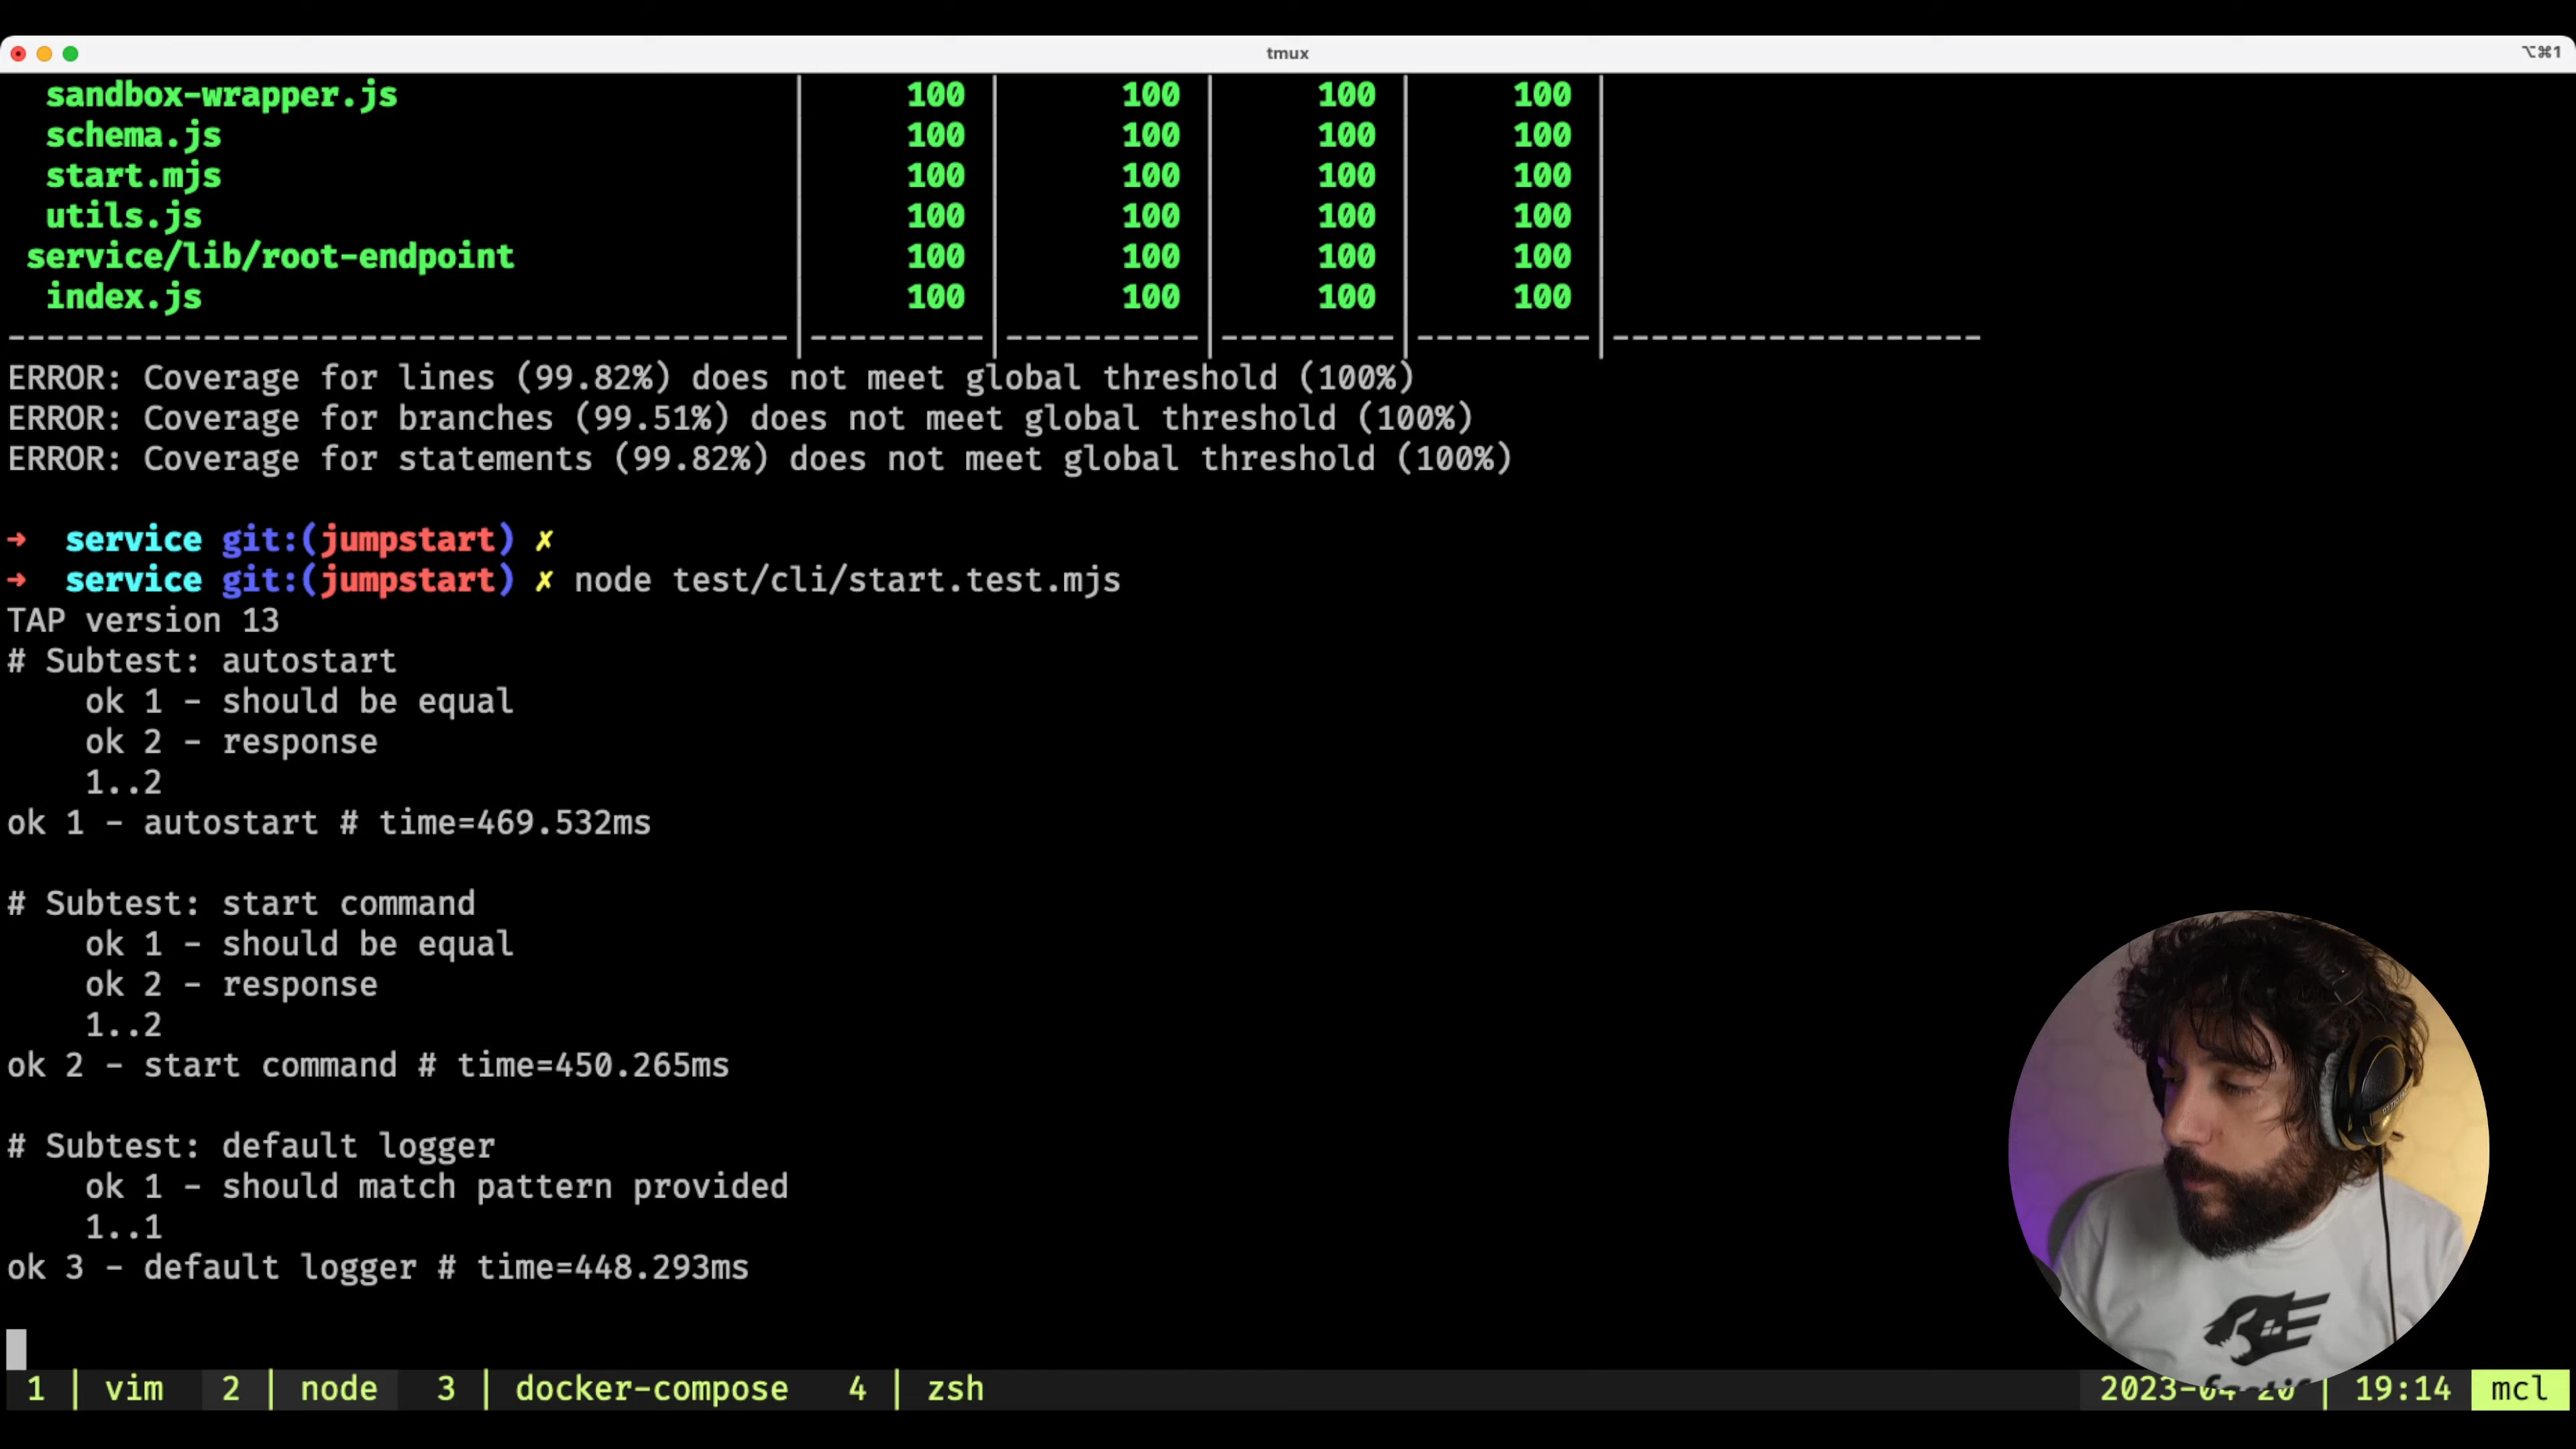 tmux
⌥⌘1
sandbox-wrapper.js | 100 | 100 | 100 | 100 |
schema.js | 100 | 100 | 100 | 100 |
start.mjs | 100 | 100 | 100 | 100 |
utils.js | 100 | 100 | 100 | 100 |
service/lib/root-endpoint | 100 | 100 | 100 | 100 |
index.js | 100 | 100 | 100 | 100 |
----------------------------------------|---------|----------|---------|---------|-------------------
ERROR: Coverage for lines (99.82%) does not meet global threshold (100%)
ERROR: Coverage for branches (99.51%) does not meet global threshold (100%)
ERROR: Coverage for statements (99.82%) does not meet global threshold (100%)
→ service git:(jumpstart) ✗
→ service git:(jumpstart) ✗ node test/cli/start.test.mjs
TAP version 13
# Subtest: autostart
ok 1 - should be equal
ok 2 - response
1..2
ok 1 - autostart # time=469.532ms
# Subtest: start command
ok 1 - should be equal
ok 2 - response
1..2
ok 2 - start command # time=450.265ms
# Subtest: default logger
ok 1 - should match pattern provided
1..1
ok 3 - default logger # time=448.293ms
1 | vim 2 | node 3 | docker-compose 4 | zsh 2023-04-20 | 19:14 mcl